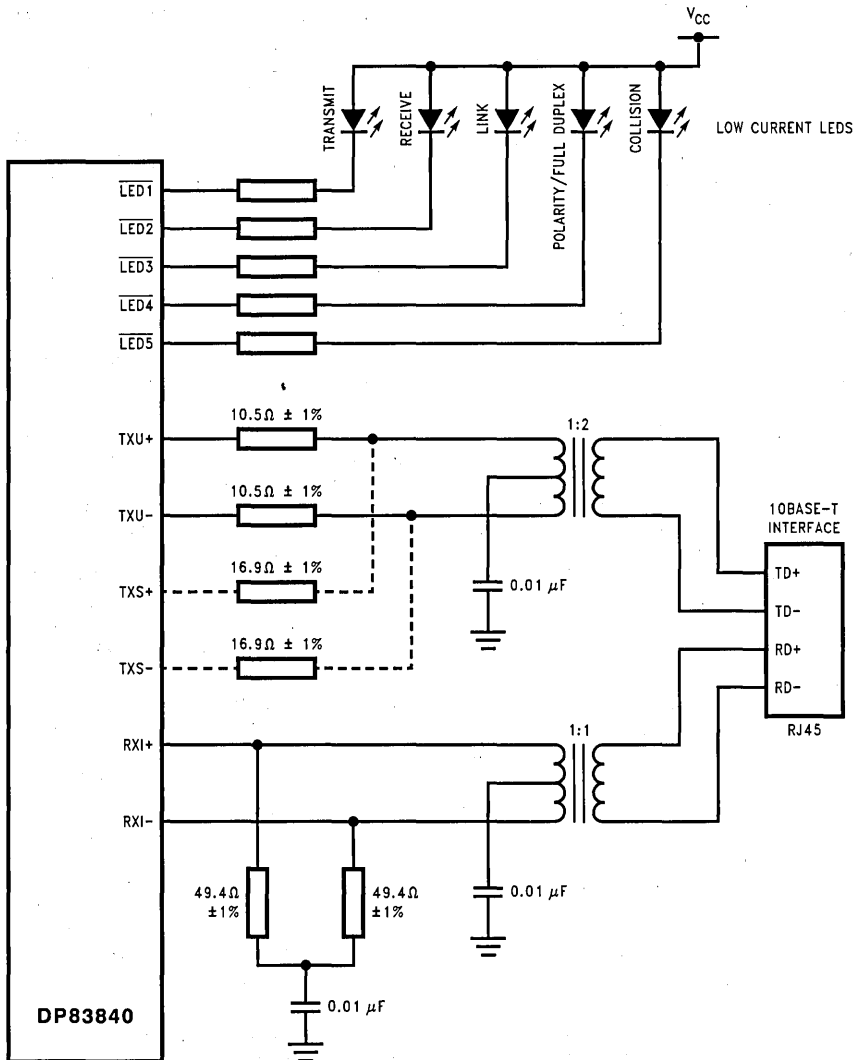 VCC
TRANSMIT
RECEIVE
LINK
POLARITY/FULL DUPLEX
COLLISION
LOW CURRENT LEDS
LED1
LED2
LED3
LED4
LED5
10.5Ω ± 1%
TXU+
1:2
10.5Ω ± 1%
TXU-
10BASE-T
INTERFACE
16.9Ω ± 1%
TXS+
0.01 µF
TD+
TD-
16.9Ω ± 1%
TXS-
RD+
RD-
RJ45
RXI+
1:1
RXI-
49.4Ω
±1%
49.4Ω
±1%
0.01 µF
0.01 µF
DP83840